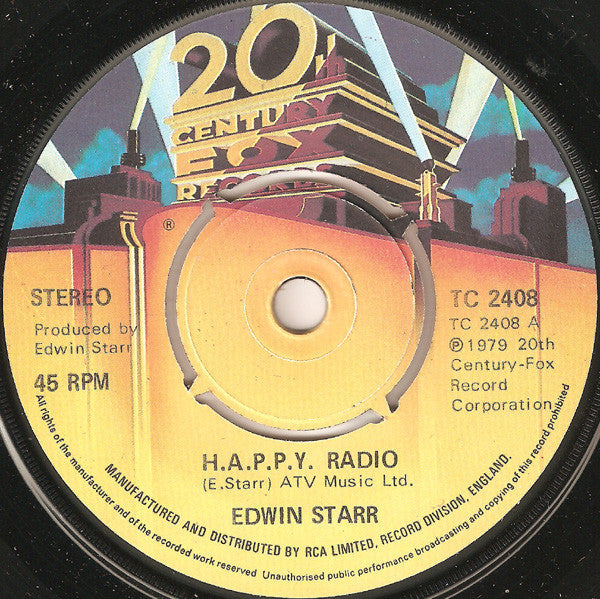 20th
CENTURY
FOX
RECORDS
®
STEREO
Produced by
Edwin Starr
45 RPM
TC 2408
TC 2408 A
℗ 1979 20th
Century-Fox
Record
Corporation
H.A.P.P.Y. RADIO
(E.Starr) ATV Music Ltd.
EDWIN STARR
MANUFACTURED AND DISTRIBUTED BY RCA LIMITED, RECORD DIVISION, ENGLAND.
All rights of the manufacturer and of the owner of the recorded work reserved Unauthorised public performance broadcasting and copying of this record prohibited